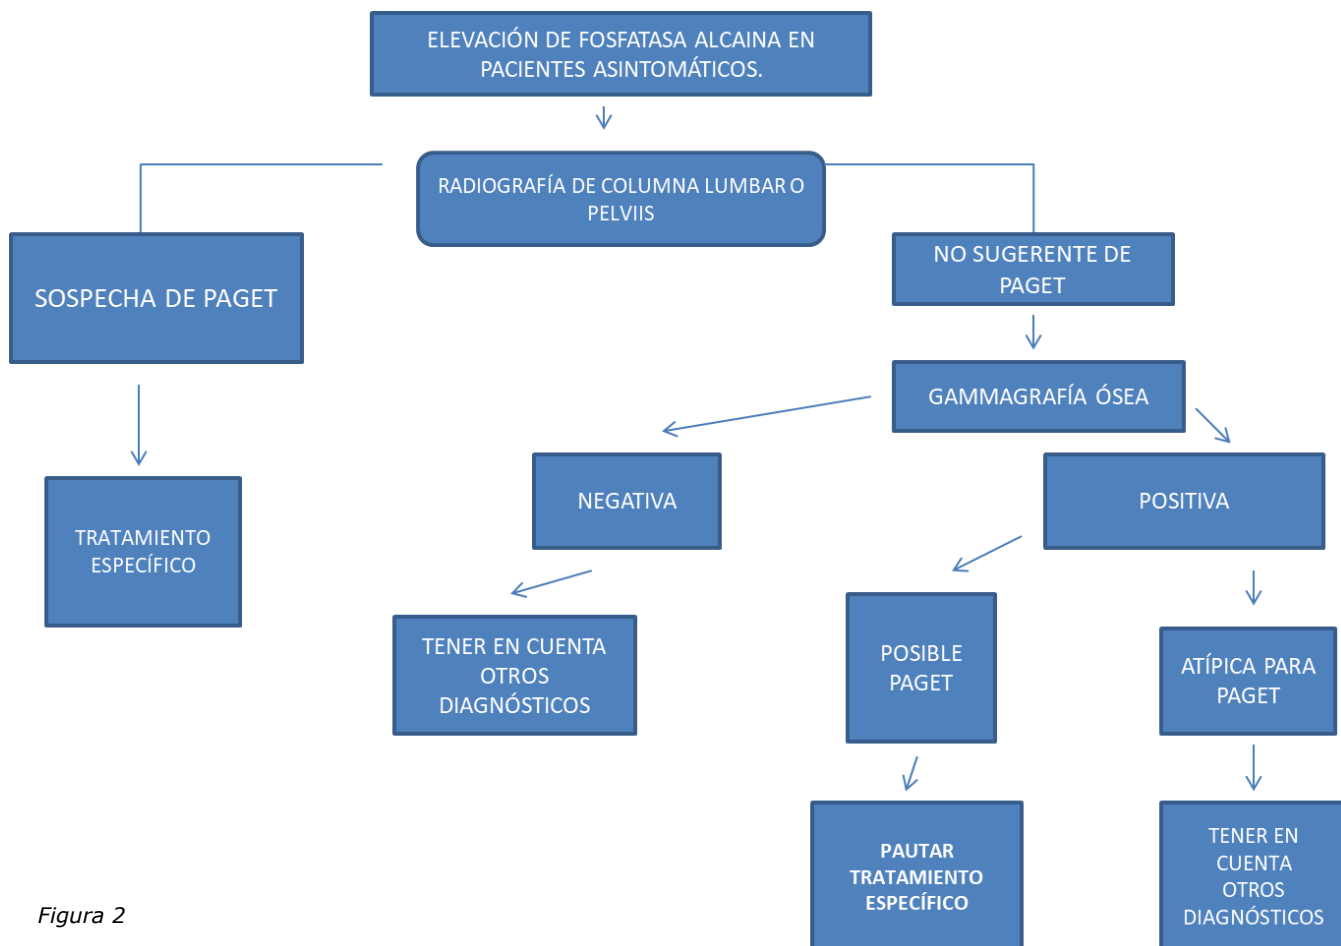 ELEVACIÓN DE FOSFATASA ALCAINA EN
PACIENTES ASINTOMÁTICOS.
RADIOGRAFÍA DE COLUMNA LUMBAR O
PELVIIS
SOSPECHA DE PAGET
NO SUGERENTE DE
PAGET
GAMMAGRAFÍA ÓSEA
TRATAMIENTO
ESPECÍFICO
NEGATIVA
POSITIVA
TENER EN CUENTA
OTROS
DIAGNÓSTICOS
POSIBLE
PAGET
ATÍPICA PARA
PAGET
PAUTAR
TRATAMIENTO
ESPECÍFICO
TENER EN
CUENTA
OTROS
DIAGNÓSTICOS
Figura 2